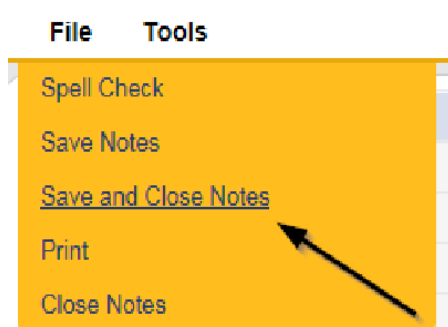 File Tools
Spell Check
Save Notes
Save and Close Notes
Print
Close Notes